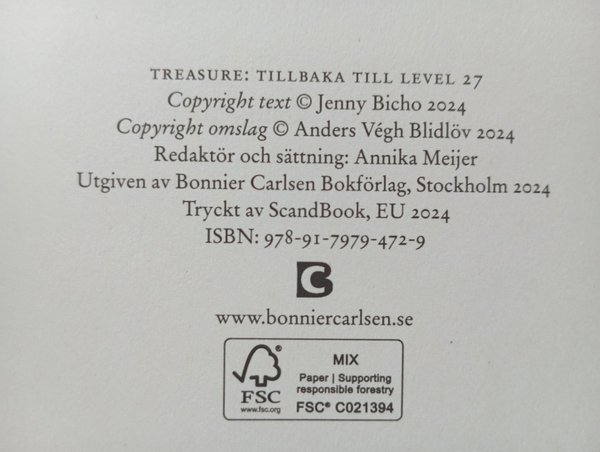 TREASURE: TILLBAKA TILL LEVEL 27
Copyright text © Jenny Bicho 2024
Copyright omslag © Anders Végh Blidlöv 2024
Redaktör och sättning: Annika Meijer
Utgiven av Bonnier Carlsen Bokförlag, Stockholm 2024
Tryckt av ScandBook, EU 2024
ISBN: 978-91-7979-472-9
BC
www.bonniercarlsen.se
FSC®
www.fsc.org
MIX
Paper | Supporting
responsible forestry
FSC® C021394